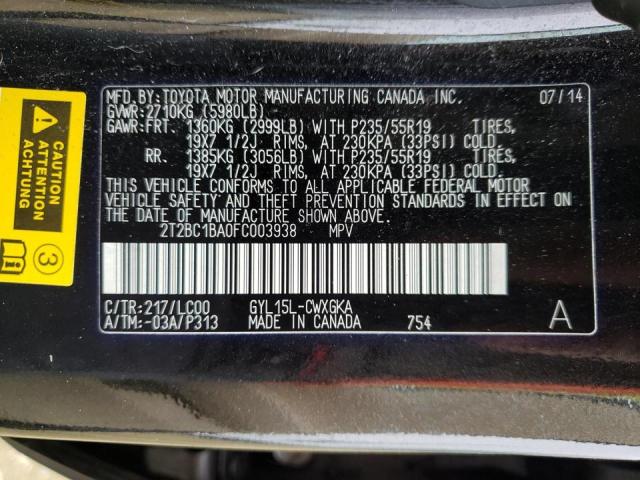 MFD.BY:TOYOTA MOTOR MANUFACTURING CANADA INC. 07/14
GVWR:2710KG (5980LB)
GAWR:FRT. 1360KG (2999LB) WITH P235/55R19 TIRES,
19X7 1/2J RIMS, AT 230KPA (33PSI) COLD.
RR. 1385KG (3056LB) WITH P235/55R19 TIRES,
19X7 1/2J RIMS, AT 230KPA (33PSI) COLD.
THIS VEHICLE CONFORMS TO ALL APPLICABLE FEDERAL MOTOR
VEHICLE SAFETY AND THEFT PREVENTION STANDARDS IN EFFECT ON
THE DATE OF MANUFACTURE SHOWN ABOVE.
2T2BC1BA0FC003938 MPV
C/TR:217/LC00 GYL15L-CWXGKA
A/TM:-03A/P313 MADE IN CANADA 754 A
CAUTION
ATTENTION
3